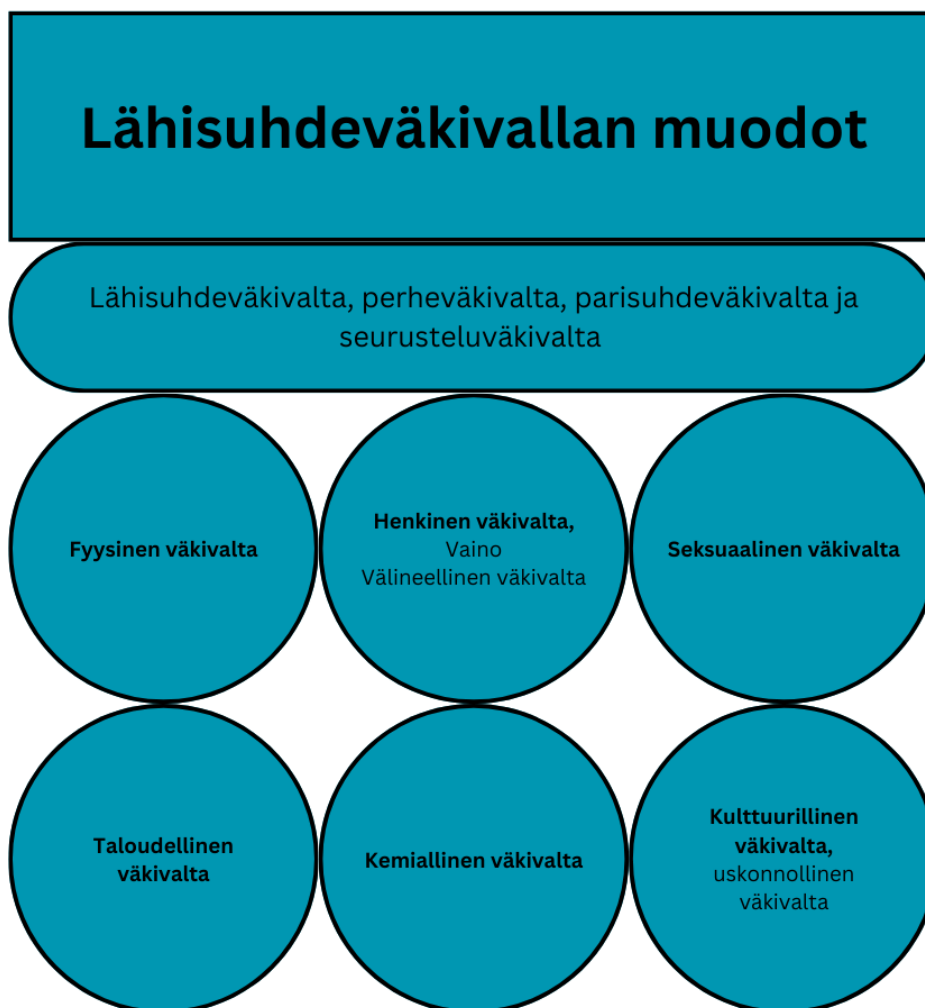 Lähisuhdeväkivallan muodot
Lähisuhdeväkivalta, perheväkivalta, parisuhdeväkivalta ja
seurusteluväkivalta
Fyysinen väkivalta
Henkinen väkivalta,
Vaino
Välineellinen väkivalta
Seksuaalinen väkivalta
Taloudellinen
väkivalta
Kemiallinen väkivalta
Kulttuurillinen
väkivalta,
uskonnollinen
väkivalta